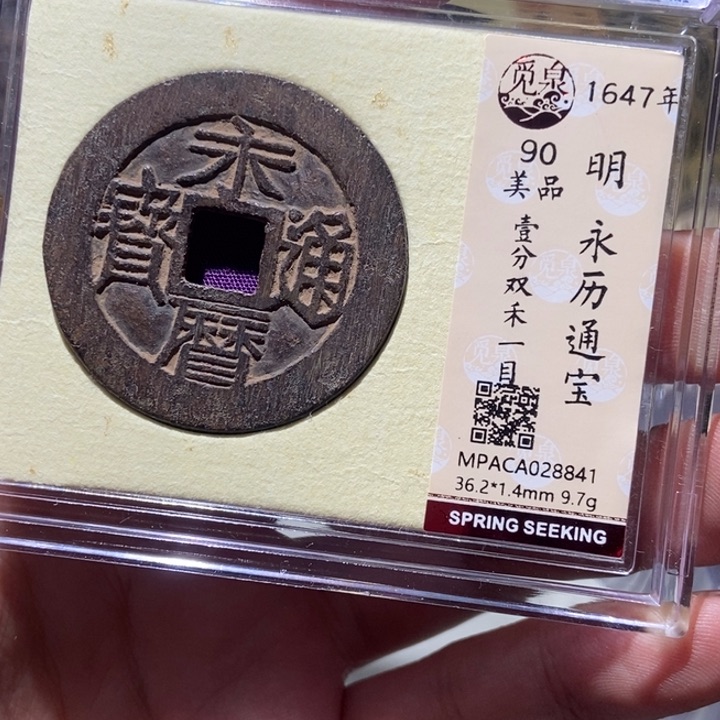 永
曆
通
寶
觅泉
1647年
90
美品
明 永历通宝
壹分双禾一目
MPACA028841
36.2*1.4mm 9.7g
SPRING SEEKING